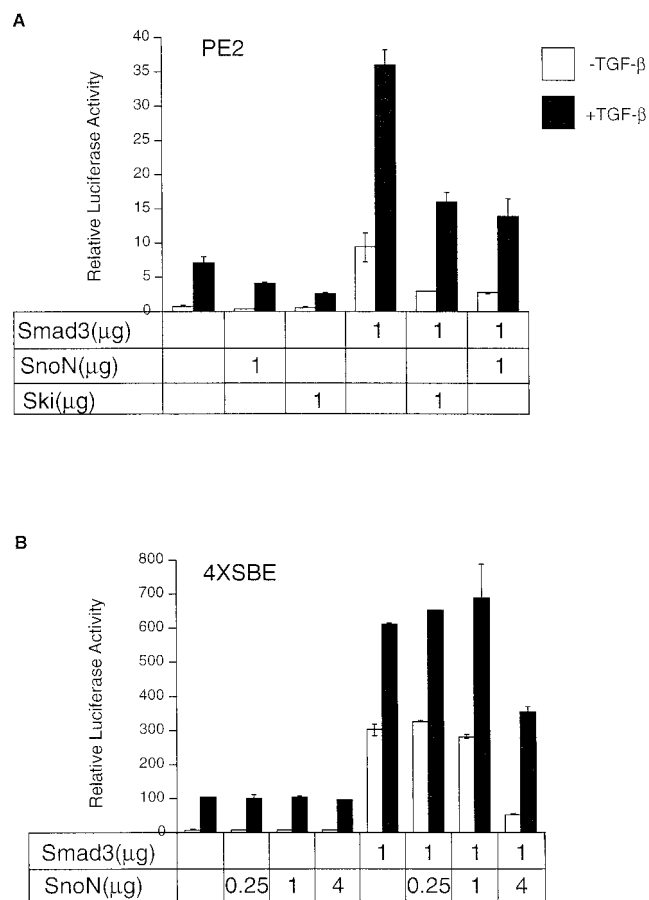 A
PE2
-TGF-β
+TGF-β
Relative Luciferase Activity
40
35
30
25
20
15
10
5
0
Smad3(μg) 1 1 1
SnoN(μg) 1 1
Ski(μg) 1 1
B
4XSBE
Relative Luciferase Activity
800
700
600
500
400
300
200
100
0
Smad3(μg) 1 1 1 1
SnoN(μg) 0.25 1 4 0.25 1 4